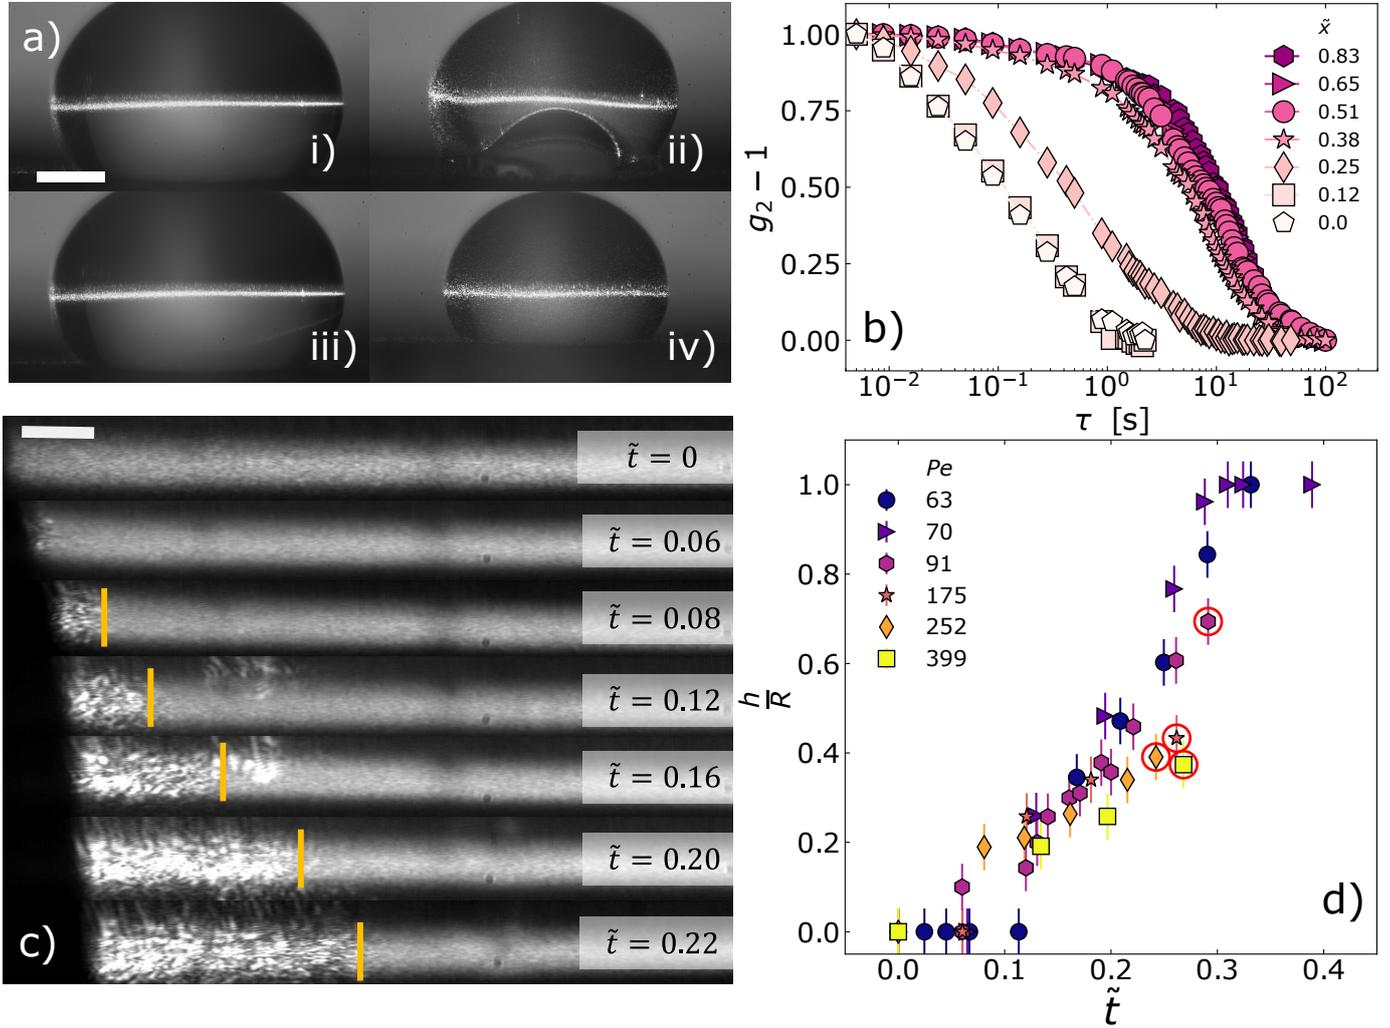 a)
i)
ii)
iii)
iv)
1.00
0.75
0.50
0.25
0.00
g₂ − 1
10⁻² 10⁻¹ 10⁰ 10¹ 10²
τ [s]
b)
x̃
0.83
0.65
0.51
0.38
0.25
0.12
0.0
c)
t̃ = 0
t̃ = 0.06
t̃ = 0.08
t̃ = 0.12
t̃ = 0.16
t̃ = 0.20
t̃ = 0.22
1.0
0.8
0.6
0.4
0.2
0.0
h
R
0.0 0.1 0.2 0.3 0.4
t̃
d)
Pe
63
70
91
175
252
399